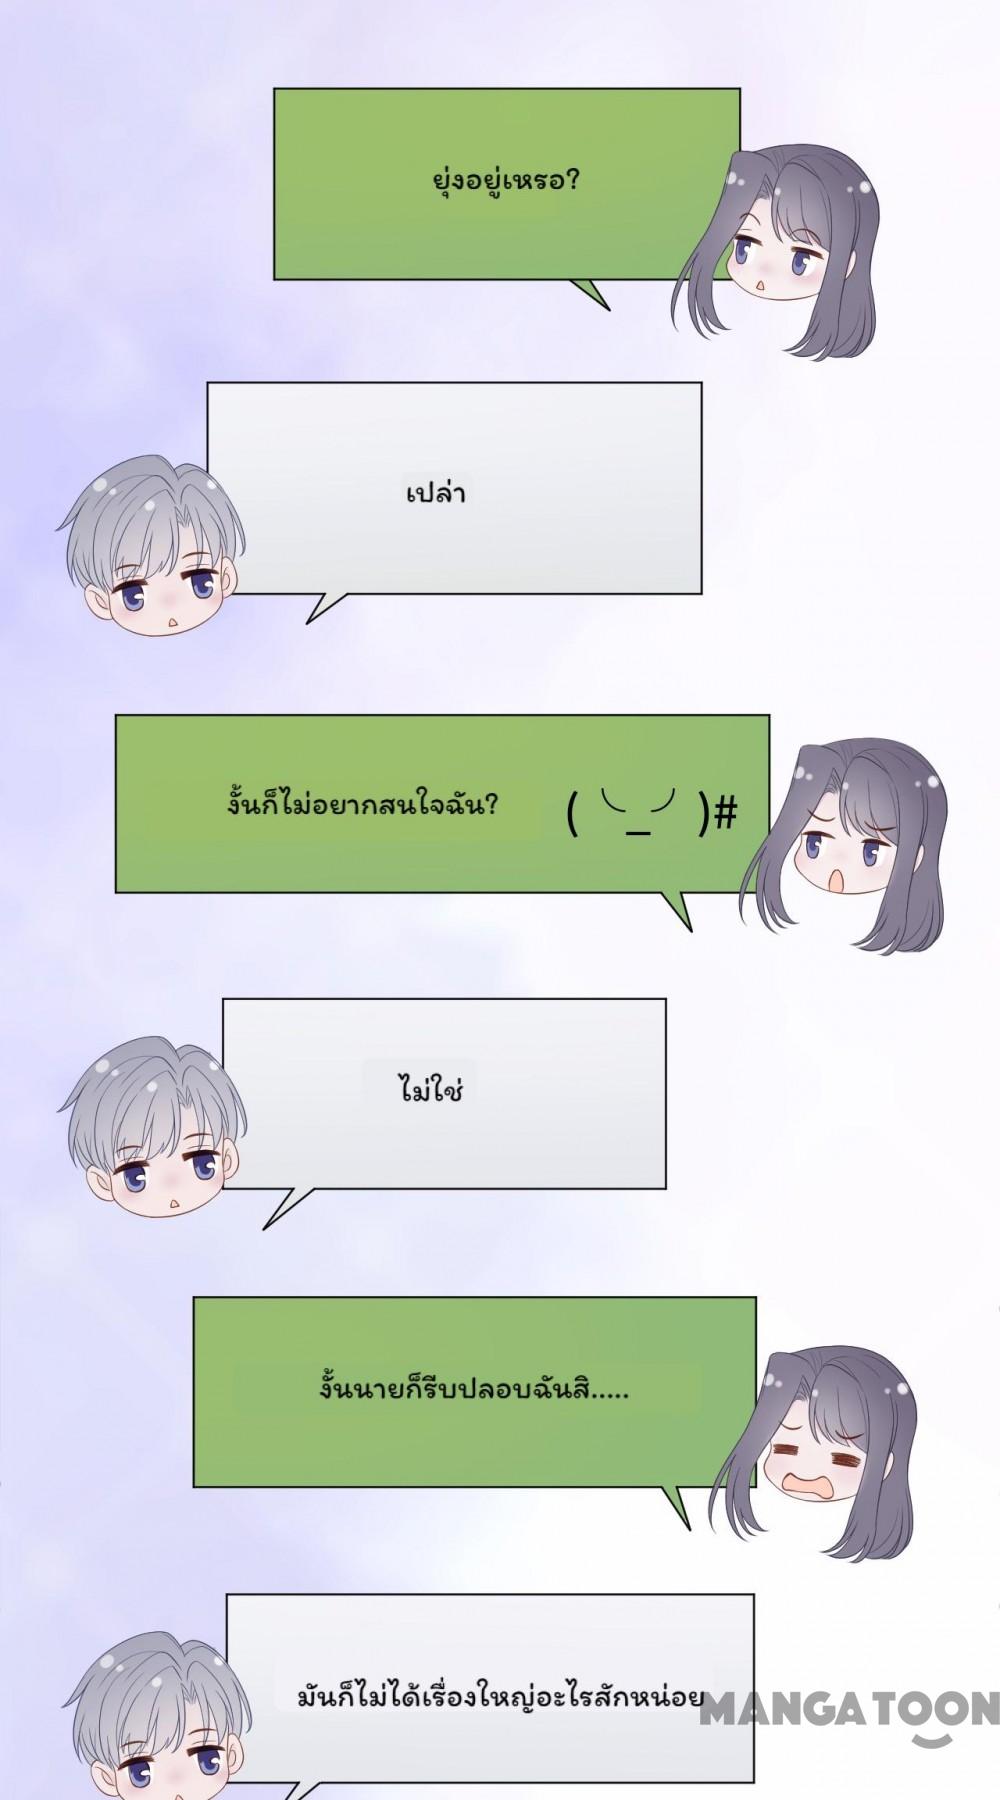 ยุ่งอยู่เหรอ?
เปล่า
งั้นก็ไม่อยากสนใจฉัน? ( ╰ _ ╯ )#
ไม่ใช่
งั้นนายก็รีบปลอบฉันสิ.....
มันก็ไม่ได้เรื่องใหญ่อะไรสักหน่อย
MANGATOON